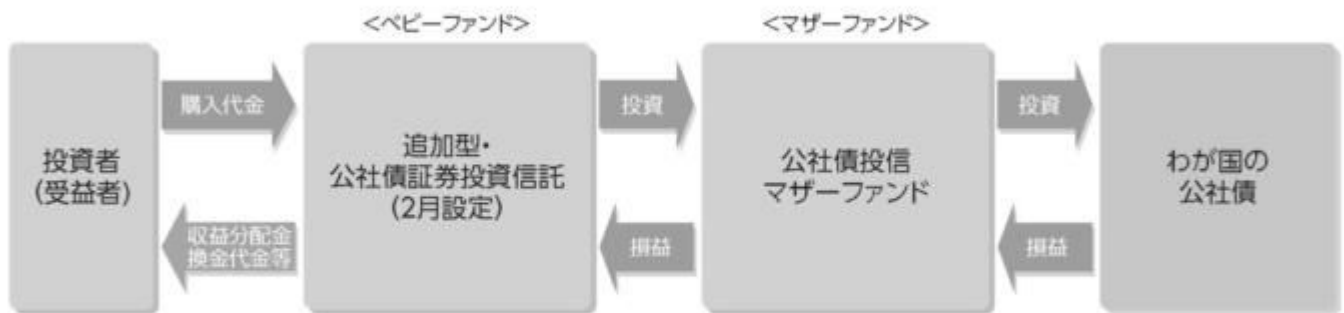 <ベビーファンド>
<マザーファンド>
投資者
(受益者)
購入代金
収益分配金
換金代金等
追加型・
公社債証券投資信託
(2月設定)
投資
損益
公社債投信
マザーファンド
投資
損益
わが国の
公社債